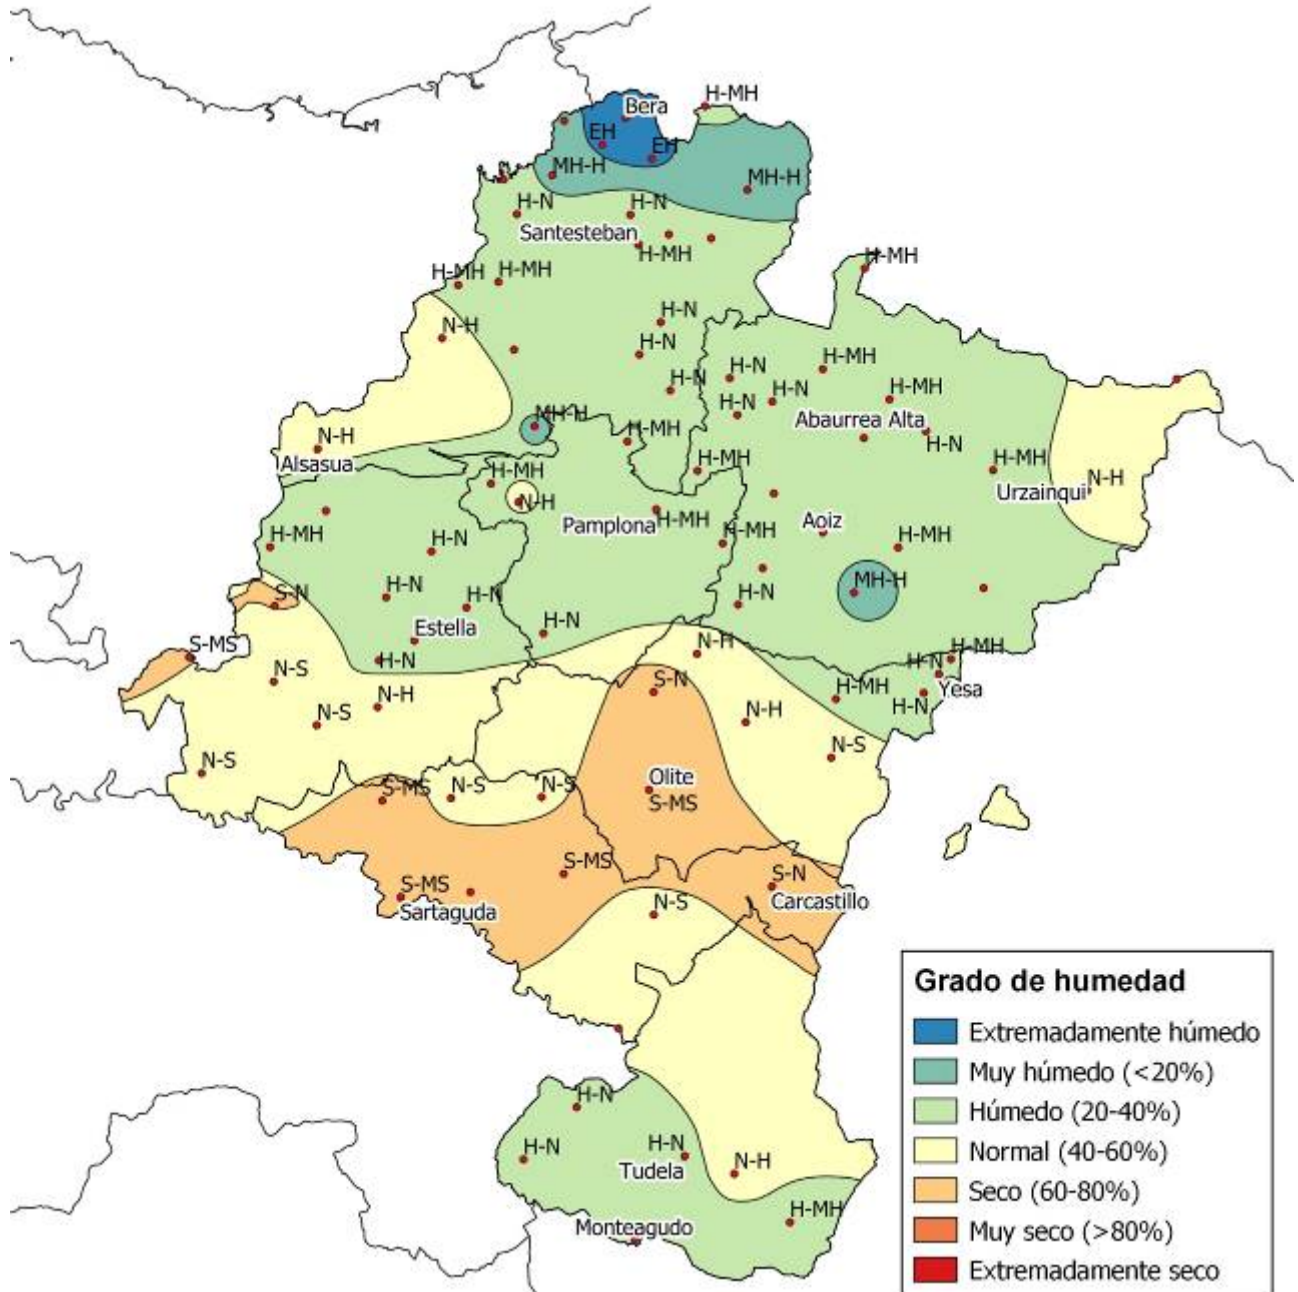 H-MH
Bera
EH
EH
MH-H
MH-H
H-N
H-N
Santesteban
H-MH
H-MH
H-MH
H-MH
H-N
N-H
H-N
H-MH
H-N
H-N
H-N
H-MH
H-N
Abaurrea Alta
MH-H
H-MH
H-N
N-H
Alsasua
H-MH
H-MH
H-MH
Urzainqui
N-H
N-H
Pamplona
H-MH
Aoiz
H-MH
H-MH
H-MH
H-N
MH-H
H-N
S-N
H-N
H-N
Estella
H-N
S-MS
H-N
N-H
H-MH
H-N
Yesa
N-S
S-N
H-MH
H-N
N-H
N-H
N-S
N-S
N-S
Olite
S-MS
S-MS
N-S
N-S
S-MS
S-N
S-MS
Carcastillo
Sartaguda
N-S
H-N
H-N
H-N
Tudela
N-H
H-MH
Monteagudo
Grado de humedad
Extremadamente húmedo
Muy húmedo (<20%)
Húmedo (20-40%)
Normal (40-60%)
Seco (60-80%)
Muy seco (>80%)
Extremadamente seco